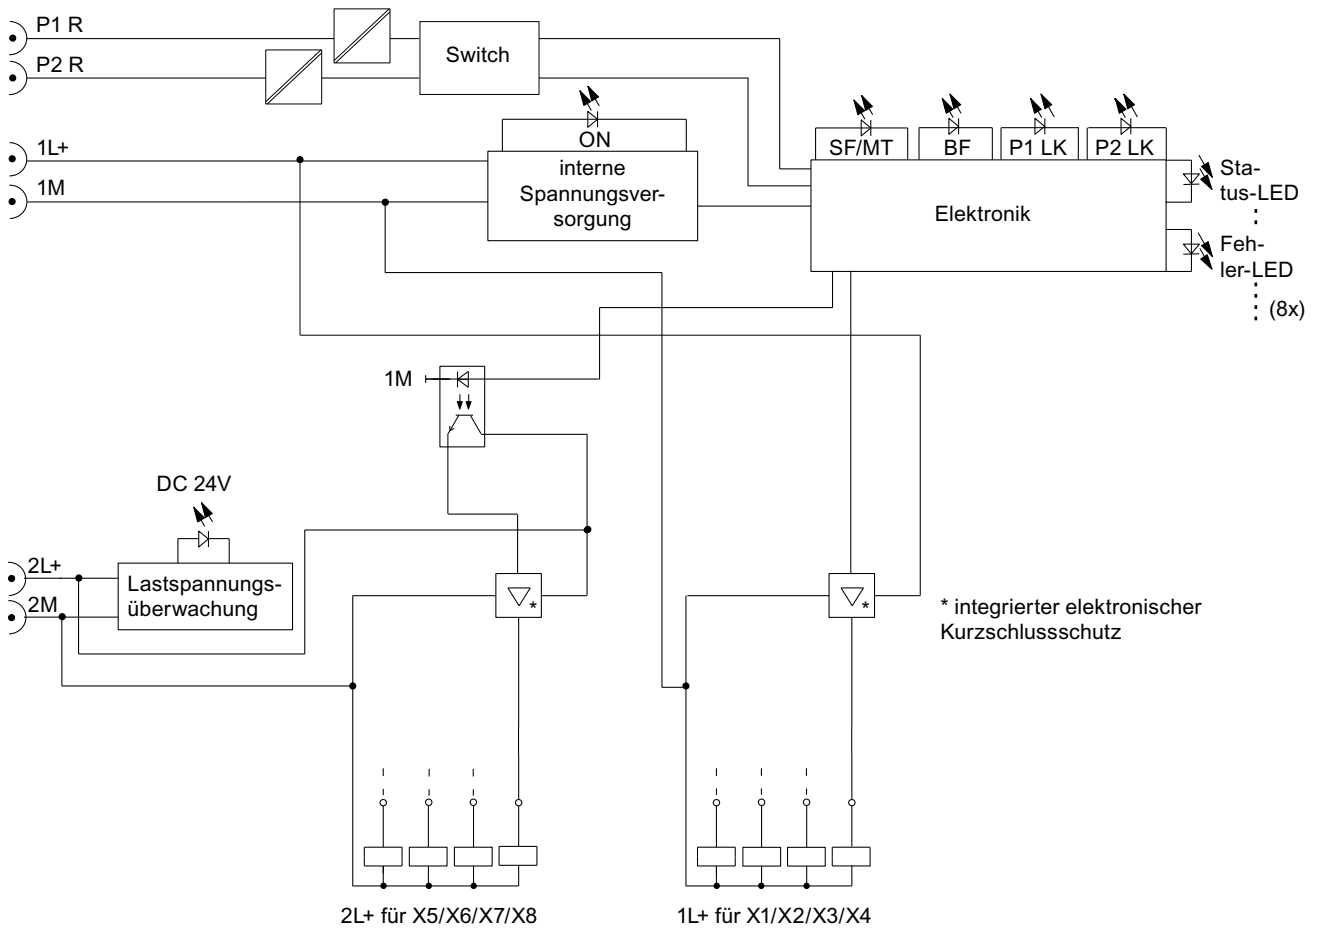 P1 R
P2 R
Switch
1L+
1M
ON
interne
Spannungsver-
sorgung
SF/MT
BF
P1 LK
P2 LK
Elektronik
Sta-
tus-LED
Feh-
ler-LED
(8x)
1M
DC 24V
2L+
2M
Lastspannungs-
überwachung
*
*
* integrierter elektronischer
Kurzschlussschutz
2L+ für X5/X6/X7/X8
1L+ für X1/X2/X3/X4